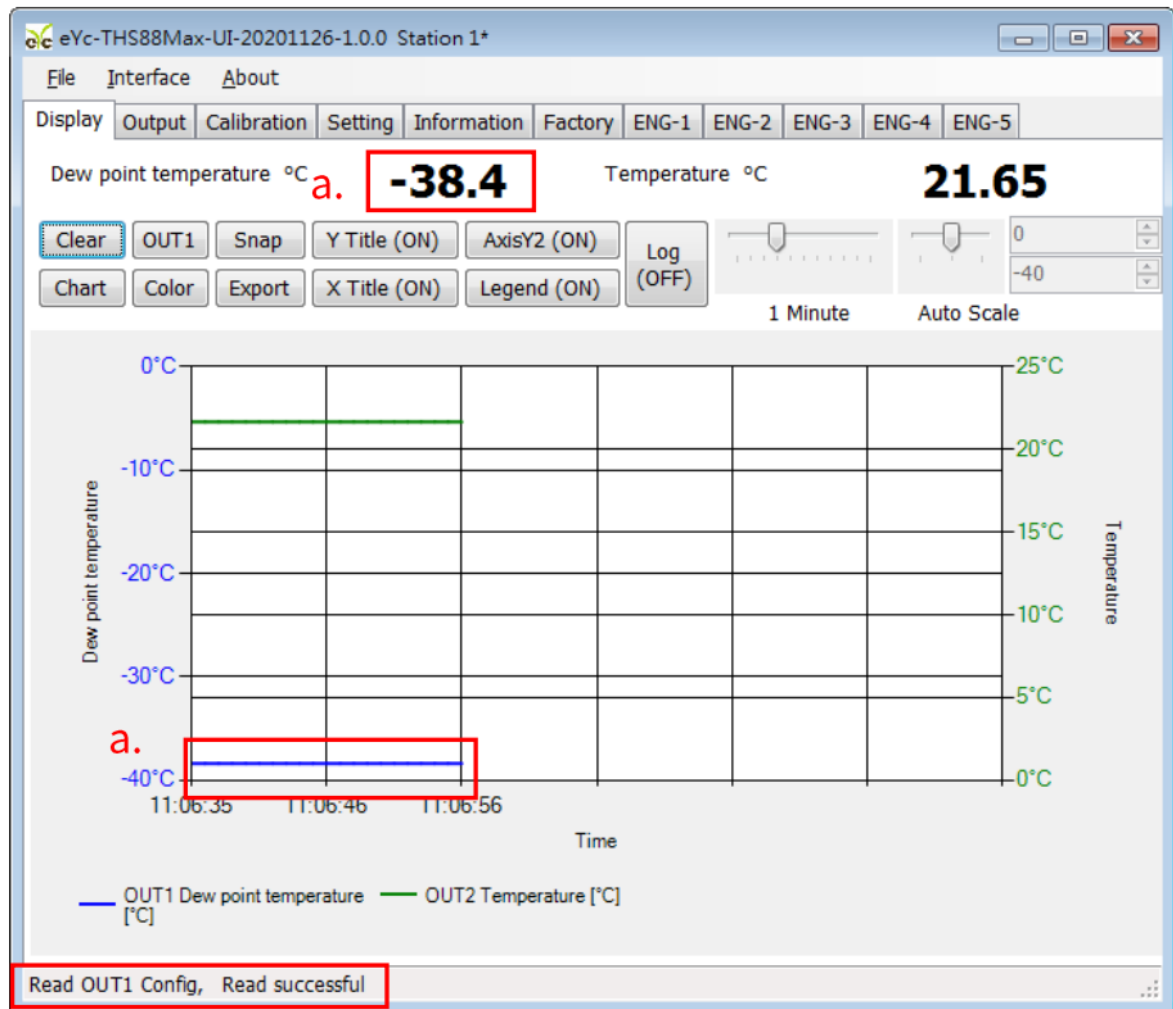 eYc eYc-THS88Max-UI-20201126-1.0.0 Station 1*
File Interface About
Display Output Calibration Setting Information Factory ENG-1 ENG-2 ENG-3 ENG-4 ENG-5
Dew point temperature °C a. -38.4 Temperature °C 21.65
Clear OUT1 Snap Y Title (ON) AxisY2 (ON) Log (OFF) 0
Chart Color Export X Title (ON) Legend (ON) -40
1 Minute Auto Scale
0°C 25°C
20°C
-10°C
15°C
-20°C
10°C
-30°C
5°C
a.
-40°C 0°C
Dew point temperature
Temperature
11:06:35 11:06:46 11:06:56
Time
OUT1 Dew point temperature [°C] OUT2 Temperature [°C]
Read OUT1 Config, Read successful